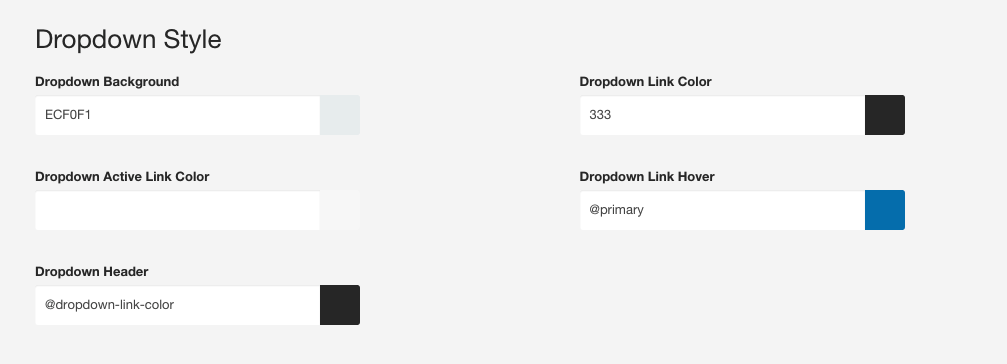 Dropdown Style
Dropdown Background
Dropdown Link Color
ECF0F1
333
Dropdown Active Link Color
Dropdown Link Hover
@primary
Dropdown Header
@dropdown-link-color